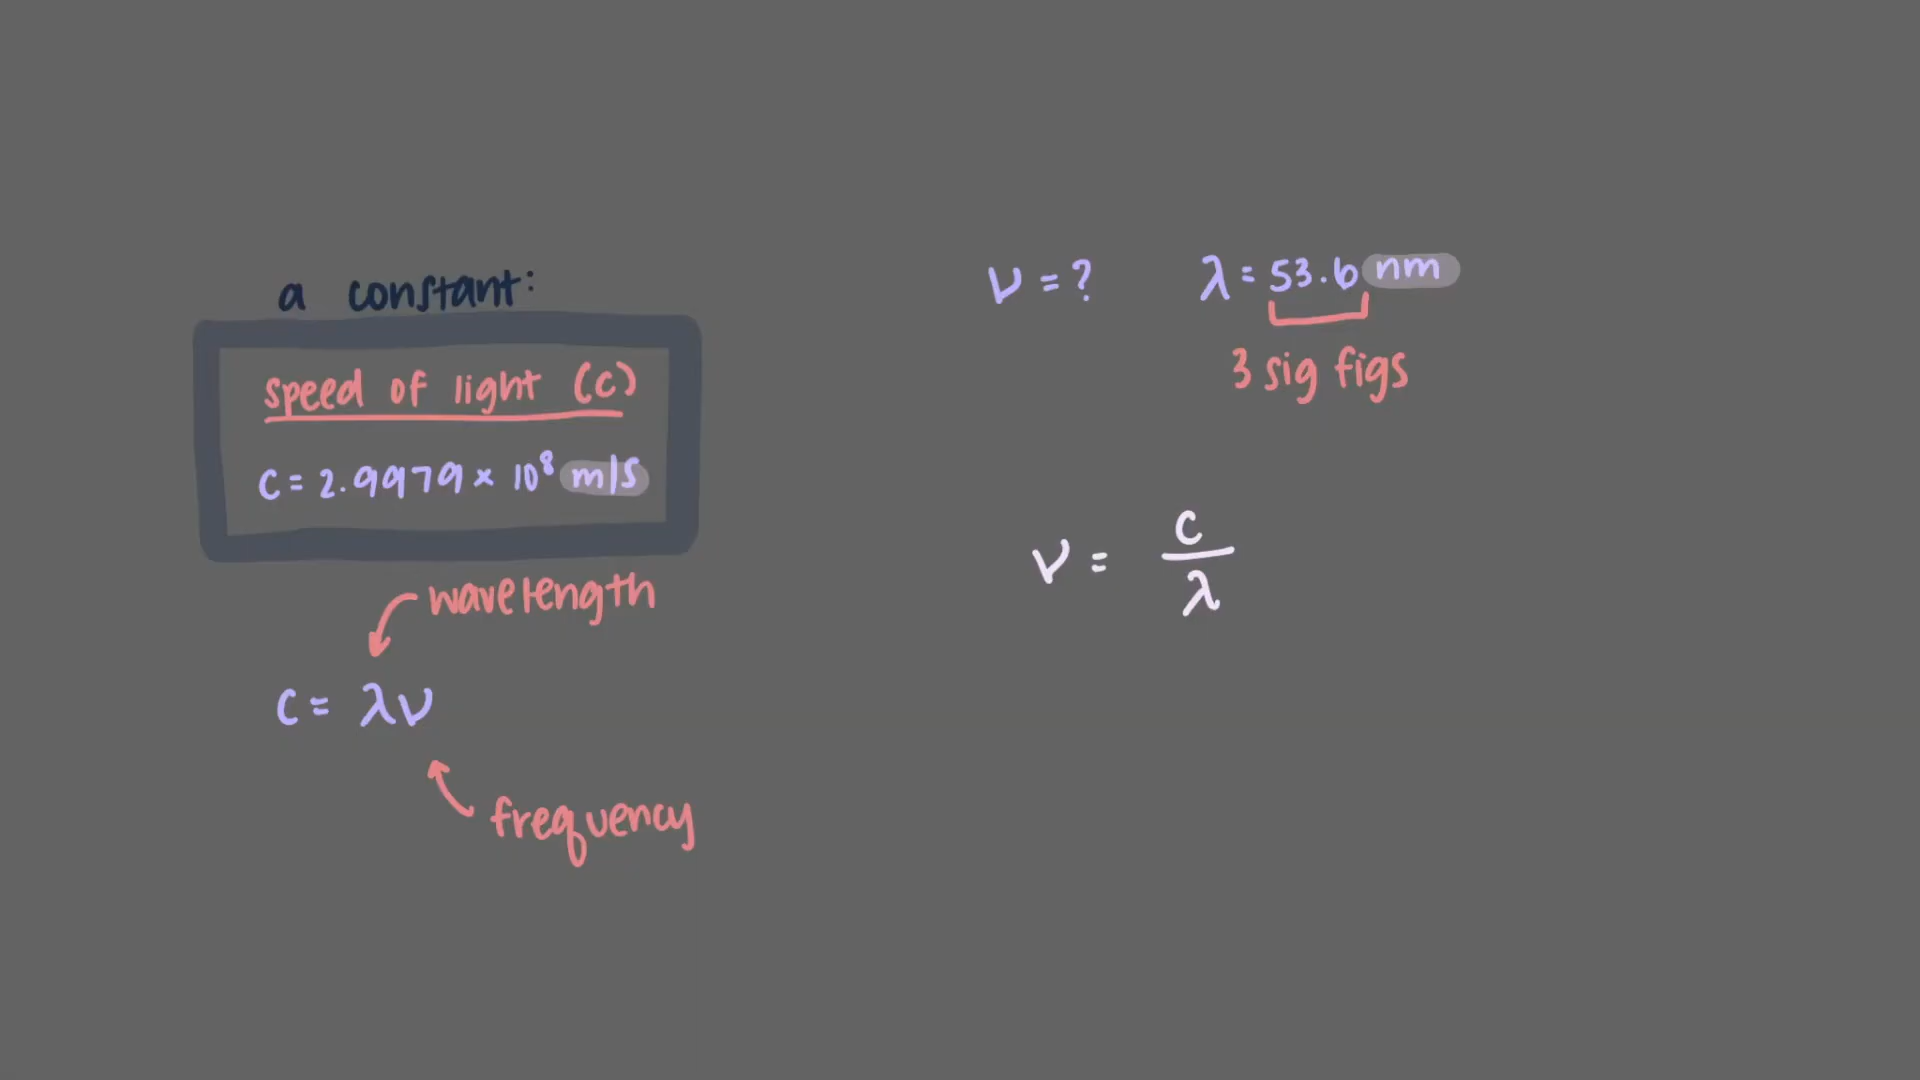 a constant:
speed of light (c)
c = 2.9979 × 10⁸ m/s
wavelength
c = λν
frequency
ν = ?
λ = 53.6 nm
3 sig figs
ν = c/λ